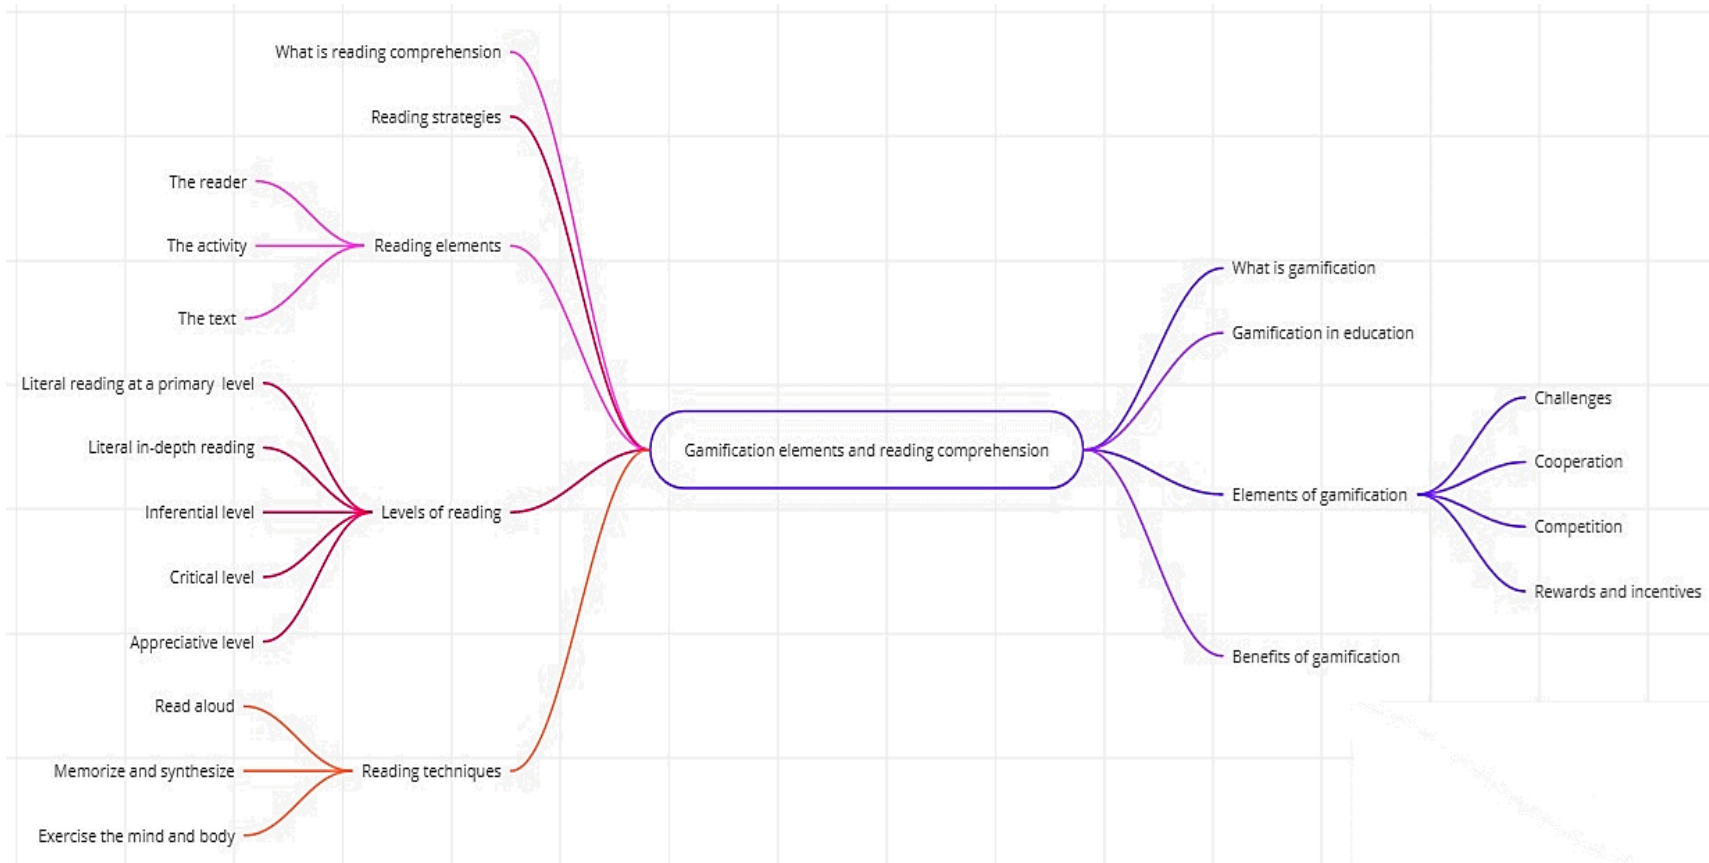 What is reading comprehension
Reading strategies
The reader
The activity
Reading elements
The text
Literal reading at a primary level
Literal in-depth reading
Inferential level
Levels of reading
Critical level
Appreciative level
Read aloud
Memorize and synthesize
Reading techniques
Exercise the mind and body
Gamification elements and reading comprehension
What is gamification
Gamification in education
Elements of gamification
Challenges
Cooperation
Competition
Rewards and incentives
Benefits of gamification